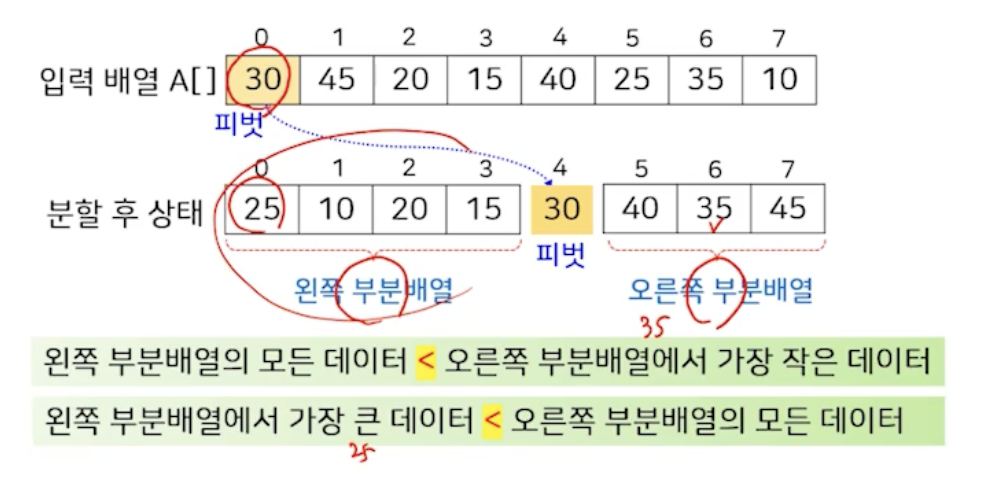 0 1 2 3 4 5 6 7
입력 배열 A[] 30 45 20 15 40 25 35 10
피벗
0 1 2 3 4 5 6 7
분할 후 상태 25 10 20 15 30 40 35 45
피벗
왼쪽 부분배열 오른쪽 부분배열
35
왼쪽 부분배열의 모든 데이터 < 오른쪽 부분배열에서 가장 작은 데이터
왼쪽 부분배열에서 가장 큰 데이터 < 오른쪽 부분배열의 모든 데이터
25